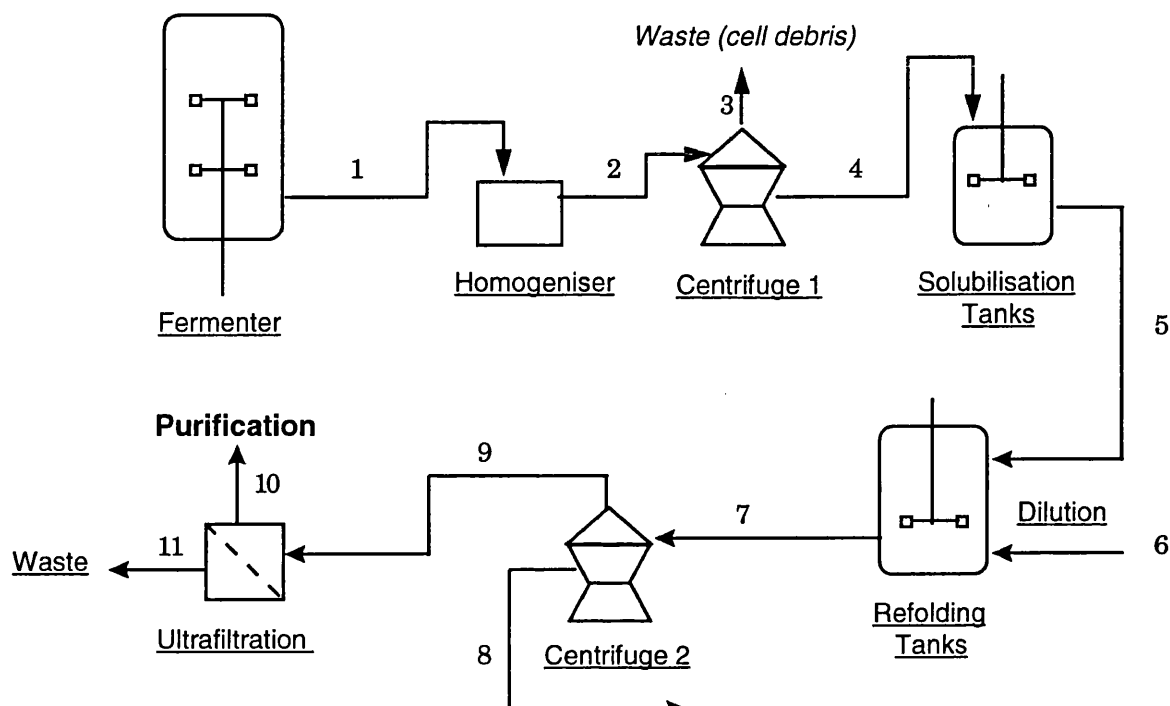 Waste (cell debris)
3
1
2
4
Homogeniser
Centrifuge 1
Solubilisation
Tanks
Fermenter
5
Purification
9
10
7
Dilution
11
6
Waste
Refolding
Tanks
Ultrafiltration
8
Centrifuge 2